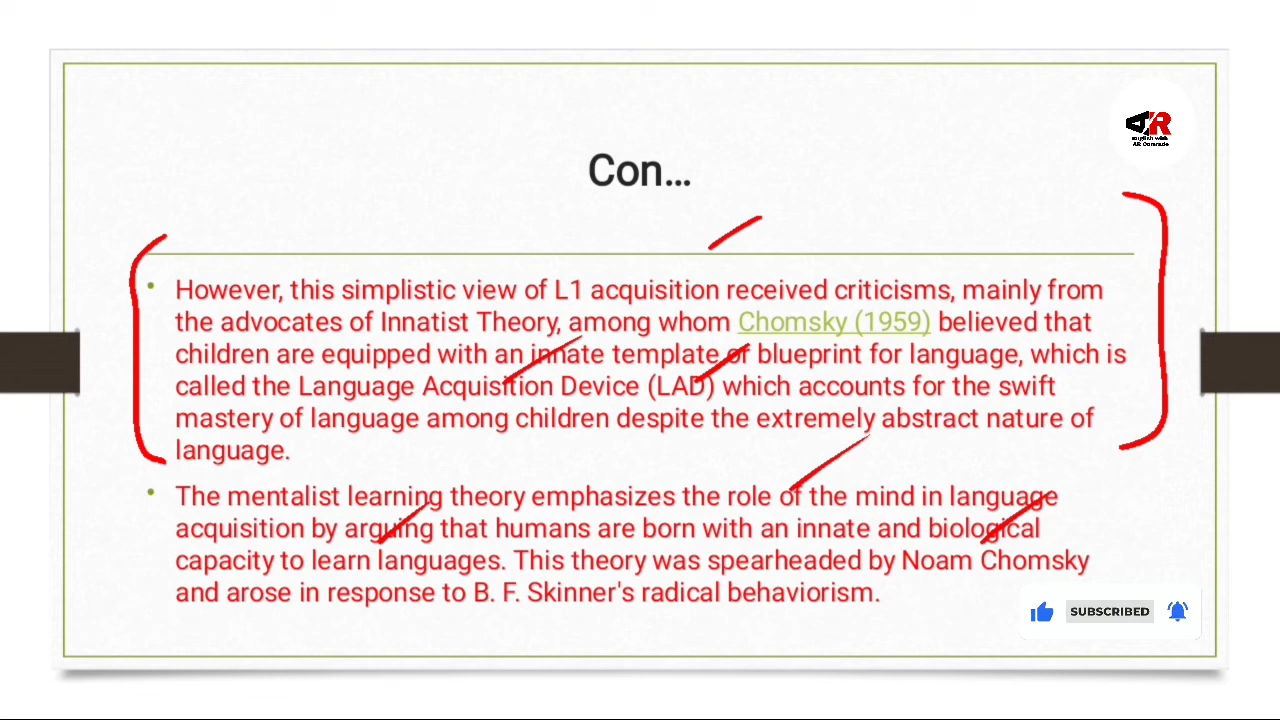 AR
English with
AR Comrade
Con...
• However, this simplistic view of L1 acquisition received criticisms, mainly from
the advocates of Innatist Theory, among whom Chomsky (1959) believed that
children are equipped with an innate template or blueprint for language, which is
called the Language Acquisition Device (LAD) which accounts for the swift
mastery of language among children despite the extremely abstract nature of
language.
• The mentalist learning theory emphasizes the role of the mind in language
acquisition by arguing that humans are born with an innate and biological
capacity to learn languages. This theory was spearheaded by Noam Chomsky
and arose in response to B. F. Skinner's radical behaviorism.
SUBSCRIBED